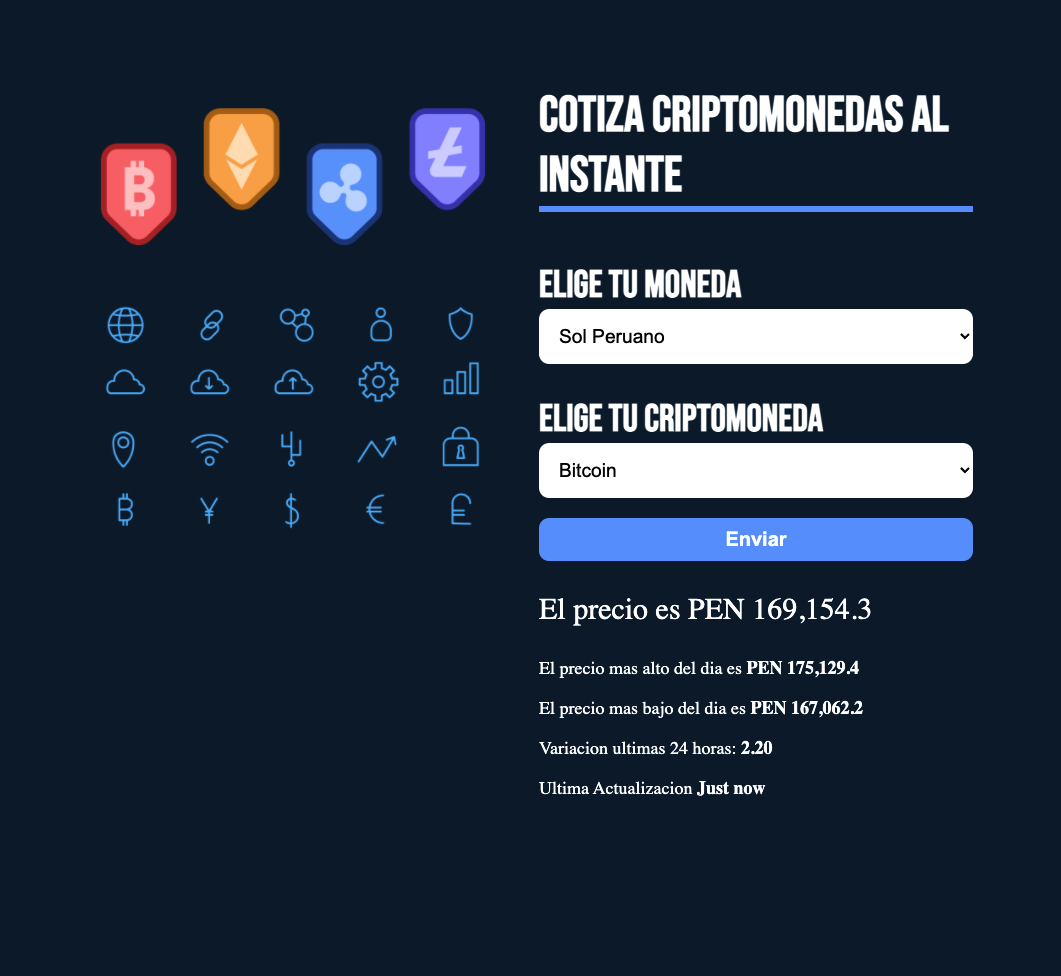 COTIZA CRIPTOMONEDAS AL
INSTANTE
ELIGE TU MONEDA
Sol Peruano
ELIGE TU CRIPTOMONEDA
Bitcoin
Enviar
El precio es PEN 169,154.3
El precio mas alto del dia es PEN 175,129.4
El precio mas bajo del dia es PEN 167,062.2
Variacion ultimas 24 horas: 2.20
Ultima Actualizacion Just now